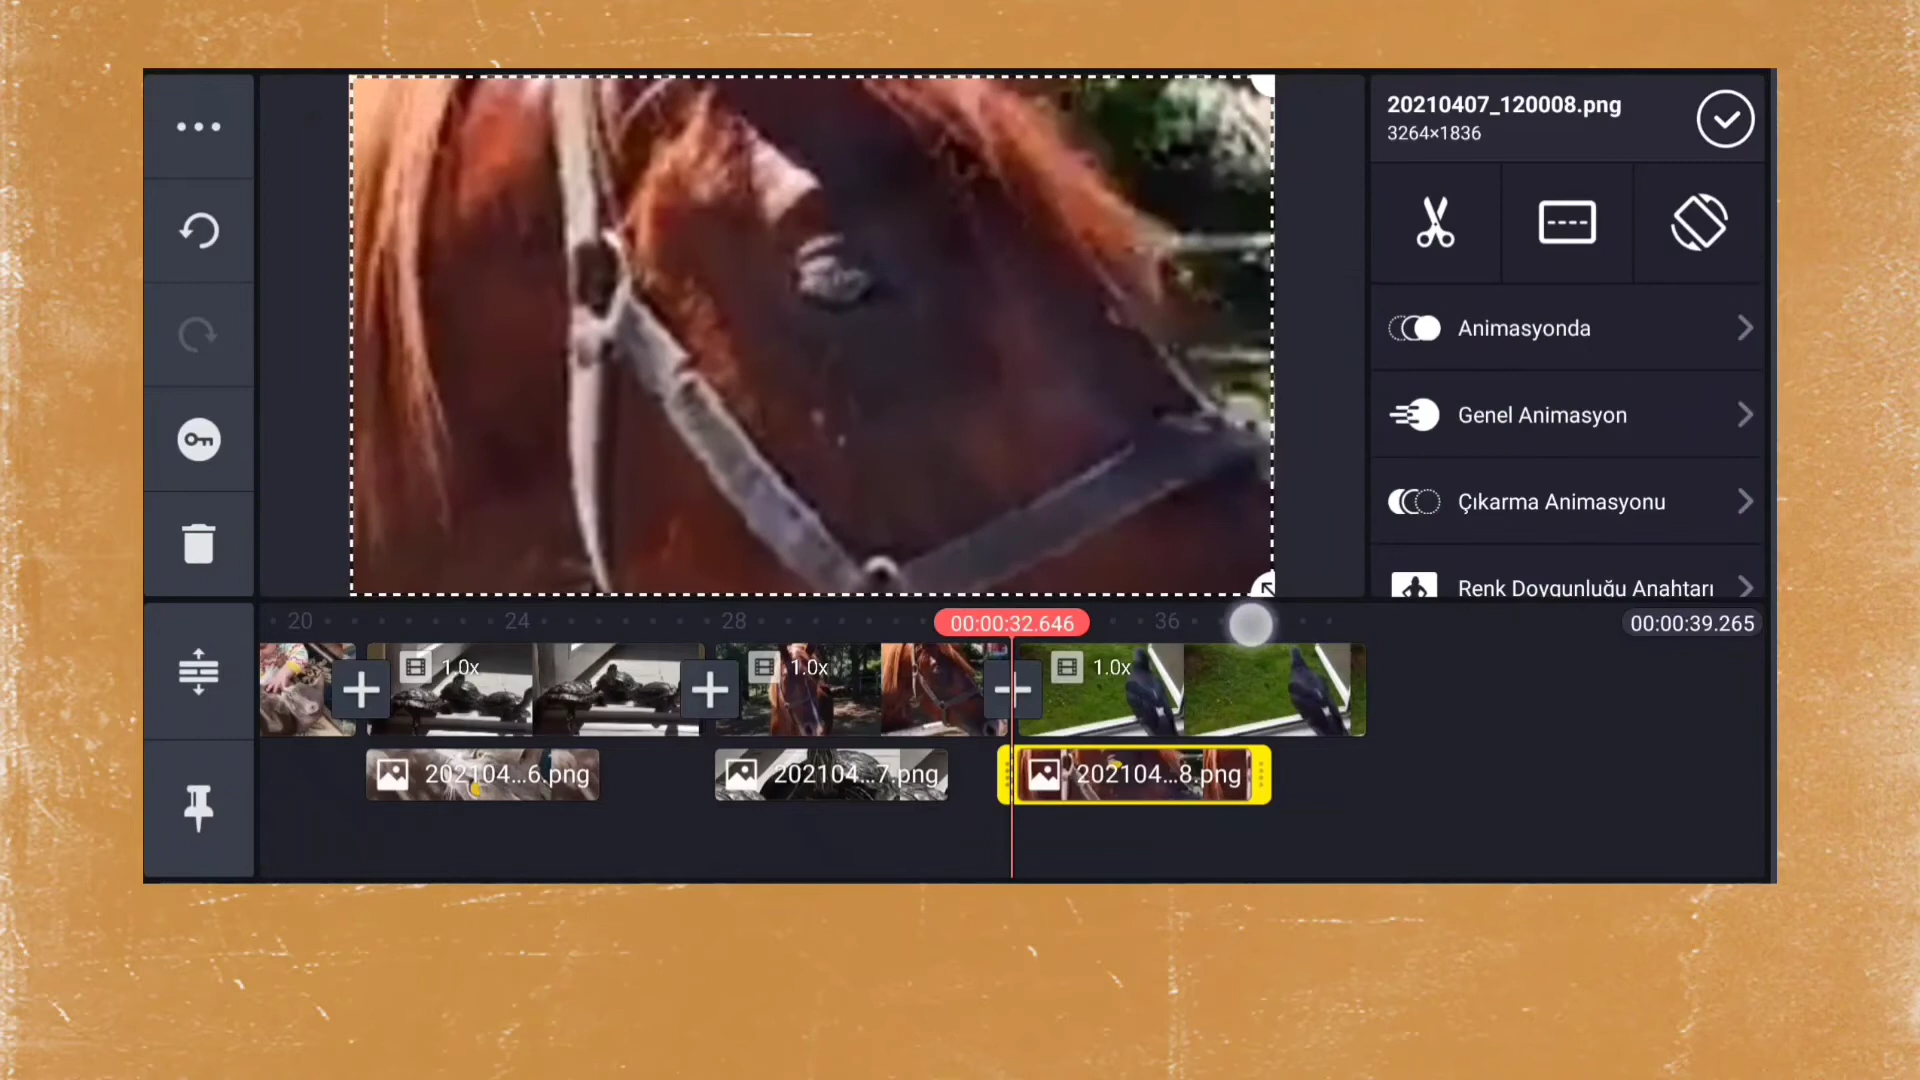 20210407_120008.png
3264×1836
Animasyonda
Genel Animasyon
Çıkarma Animasyonu
Renk Doygunluğu Anahtarı
20
24
28
00:00:32.646
36
00:00:39.265
1.0x
1.0x
1.0x
202104...6.png
202104...7.png
202104...8.png